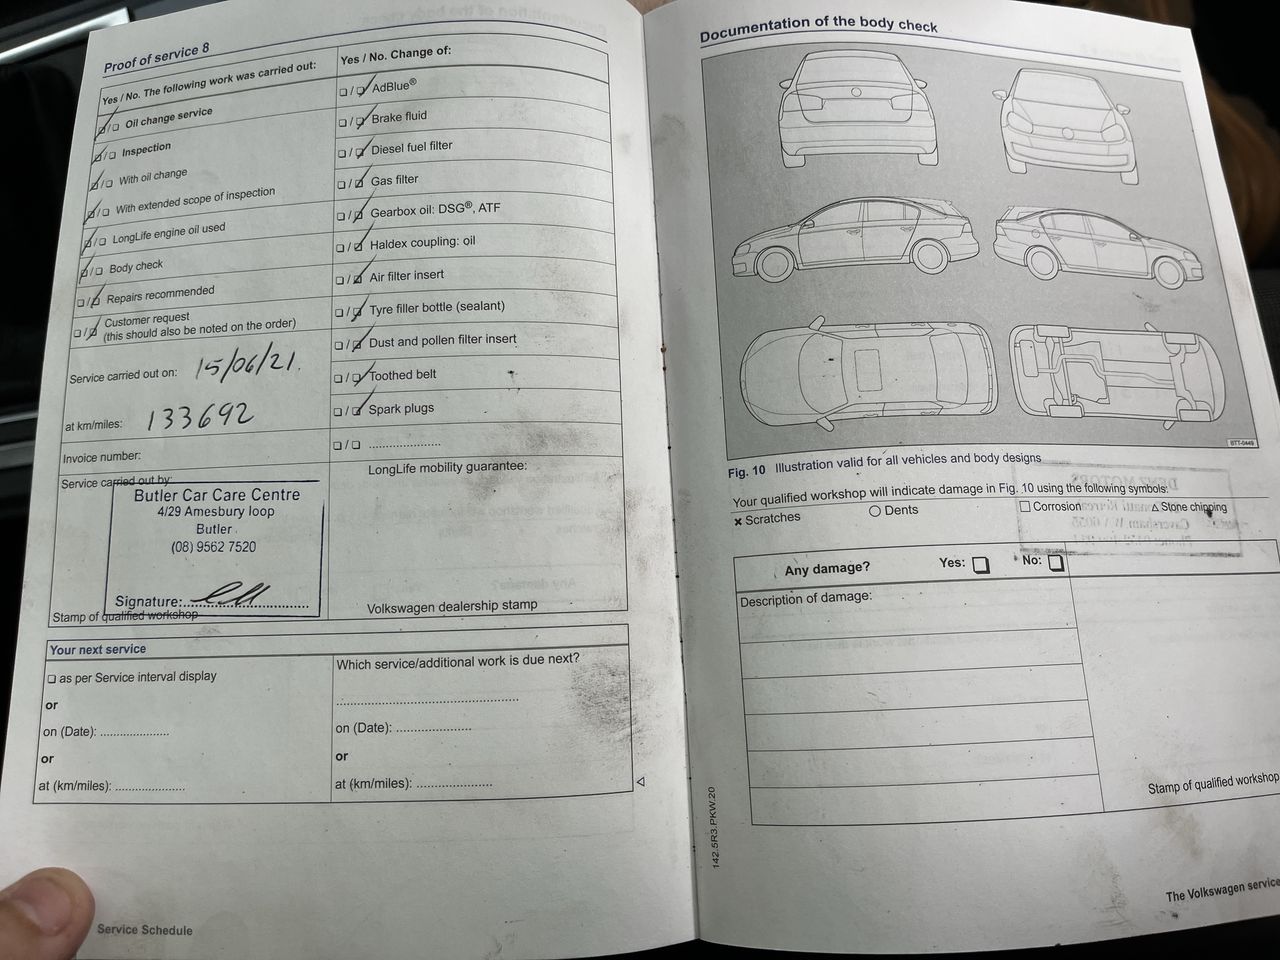 Proof of service 8
Yes / No. The following work was carried out:
☑/☐ Oil change service
☑/☐ Inspection
☑/☐ With oil change
☑/☐ With extended scope of inspection
☑/☐ LongLife engine oil used
☑/☐ Body check
☐/☑ Repairs recommended
☐/☑ Customer request
(this should also be noted on the order)
Service carried out on: 15/06/21.
at km/miles: 133692
Invoice number:
Service carried out by:
Butler Car Care Centre
4/29 Amesbury loop
Butler
(08) 9562 7520
Signature:
Stamp of qualified workshop
Yes / No. Change of:
☐/☑ AdBlue®
☐/☑ Brake fluid
☐/☑ Diesel fuel filter
☐/☑ Gas filter
☐/☑ Gearbox oil: DSG®, ATF
☐/☑ Haldex coupling: oil
☐/☑ Air filter insert
☐/☑ Tyre filler bottle (sealant)
☐/☑ Dust and pollen filter insert
☐/☑ Toothed belt
☐/☑ Spark plugs
☐/☐ .....................
LongLife mobility guarantee:
Volkswagen dealership stamp
Your next service
☐ as per Service interval display
or
on (Date): .....................
or
at (km/miles): .....................
Which service/additional work is due next?
on (Date): .....................
or
at (km/miles): .....................
Service Schedule
Documentation of the body check
BTT-0449
Fig. 10 Illustration valid for all vehicles and body designs
Your qualified workshop will indicate damage in Fig. 10 using the following symbols:
× Scratches ○ Dents ☐ Corrosion △ Stone chipping
Any damage? Yes: ☐ No: ☐
Description of damage:
Stamp of qualified workshop
142.5R3.PKW.20
The Volkswagen service